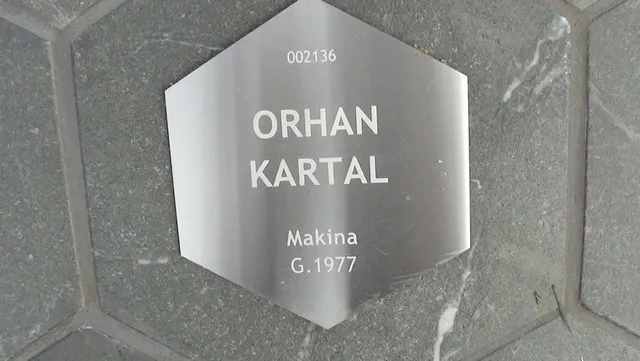 002136
ORHAN
KARTAL
Makina
G.1977